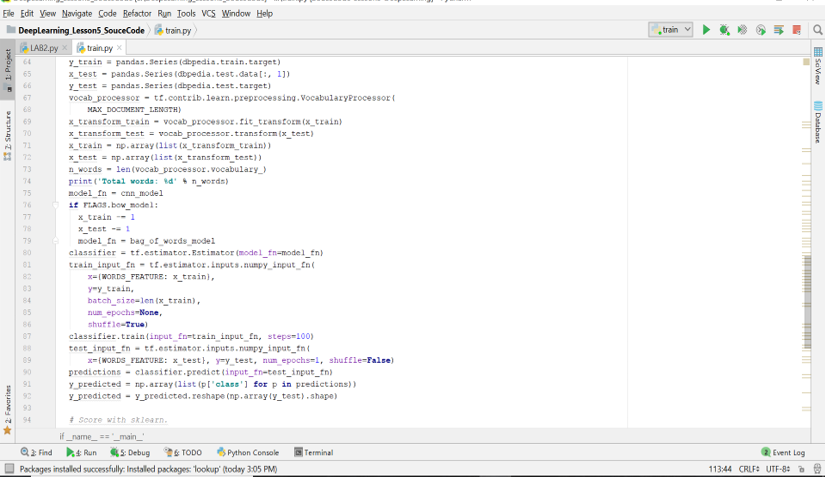 File Edit View Navigate Code Refactor Run Tools VCS Window Help
DeepLearning_Lesson5_SouceCode train.py
train
LAB2.py train.py
64 y_train = pandas.Series(dbpedia.train.target)
65 x_test = pandas.Series(dbpedia.test.data[:, 1])
66 y_test = pandas.Series(dbpedia.test.target)
67 vocab_processor = tf.contrib.learn.preprocessing.VocabularyProcessor(
68 MAX_DOCUMENT_LENGTH)
69 x_transform_train = vocab_processor.fit_transform(x_train)
70 x_transform_test = vocab_processor.transform(x_test)
71 x_train = np.array(list(x_transform_train))
72 x_test = np.array(list(x_transform_test))
73 n_words = len(vocab_processor.vocabulary_)
74 print('Total words: %d' % n_words)
75 model_fn = cnn_model
76 if FLAGS.bow_model:
77 x_train -= 1
78 x_test -= 1
79 model_fn = bag_of_words_model
80 classifier = tf.estimator.Estimator(model_fn=model_fn)
81 train_input_fn = tf.estimator.inputs.numpy_input_fn(
82 x={WORDS_FEATURE: x_train},
83 y=y_train,
84 batch_size=len(x_train),
85 num_epochs=None,
86 shuffle=True)
87 classifier.train(input_fn=train_input_fn, steps=100)
88 test_input_fn = tf.estimator.inputs.numpy_input_fn(
89 x={WORDS_FEATURE: x_test}, y=y_test, num_epochs=1, shuffle=False)
90 predictions = classifier.predict(input_fn=test_input_fn)
91 y_predicted = np.array(list(p['class'] for p in predictions))
92 y_predicted = y_predicted.reshape(np.array(y_test).shape)
93
94 # Score with sklearn.
if __name__ == '__main__'
1: Project
7: Structure
2: Favorites
SciView
Database
3: Find 4: Run 5: Debug 6: TODO Python Console Terminal 2 Event Log
Packages installed successfully: Installed packages: 'lookup' (today 3:05 PM) 113:44 CRLF UTF-8